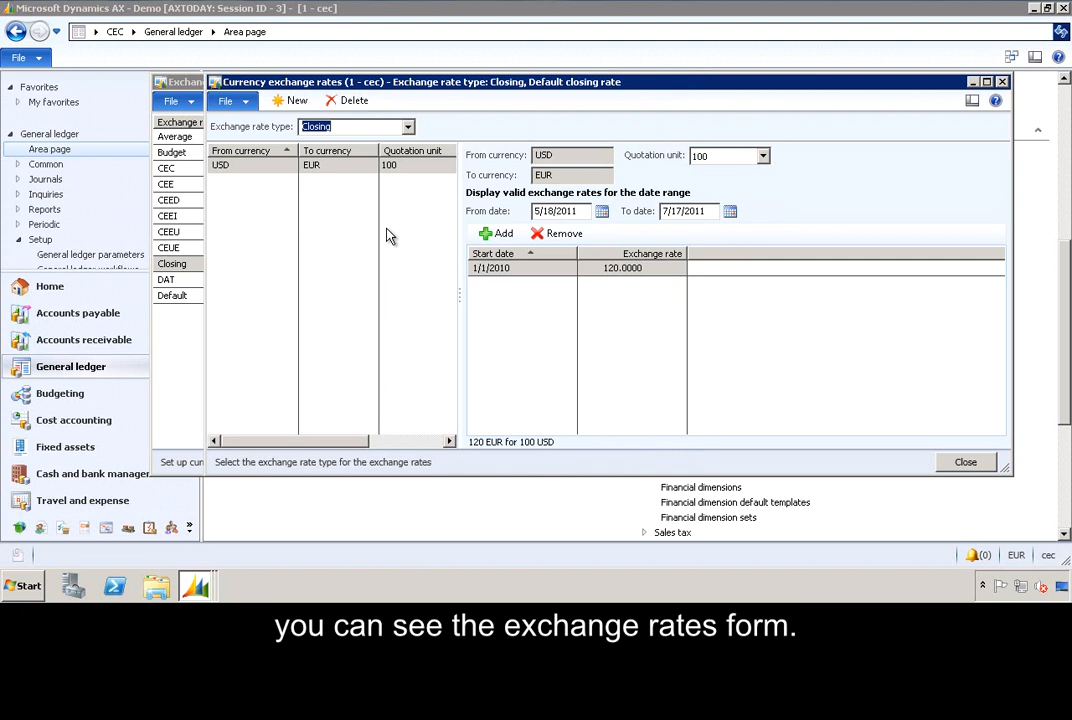 Microsoft Dynamics AX - Demo [AXTODAY: Session ID - 3] - [1 - cec]
CEC General ledger Area page
File
Favorites
My favorites
General ledger
Area page
Common
Journals
Inquiries
Reports
Periodic
Setup
General ledger parameters
Home
Accounts payable
Accounts receivable
General ledger
Budgeting
Cost accounting
Fixed assets
Cash and bank manager
Travel and expense
File
Average
Budget
CEC
CEE
CEED
CEEI
CEEU
CEUE
Closing
DAT
Default
Currency exchange rates (1 - cec) - Exchange rate type: Closing, Default closing rate
File New Delete
Exchange rate type: Closing
From currency To currency Quotation unit
USD EUR 100
From currency: USD Quotation unit: 100
To currency: EUR
Display valid exchange rates for the date range
From date: 5/18/2011 To date: 7/17/2011
Add Remove
Start date Exchange rate
1/1/2010 120.0000
120 EUR for 100 USD
Select the exchange rate type for the exchange rates
Close
Financial dimensions
Financial dimension default templates
Financial dimension sets
Sales tax
(0) EUR cec
Start
you can see the exchange rates form.